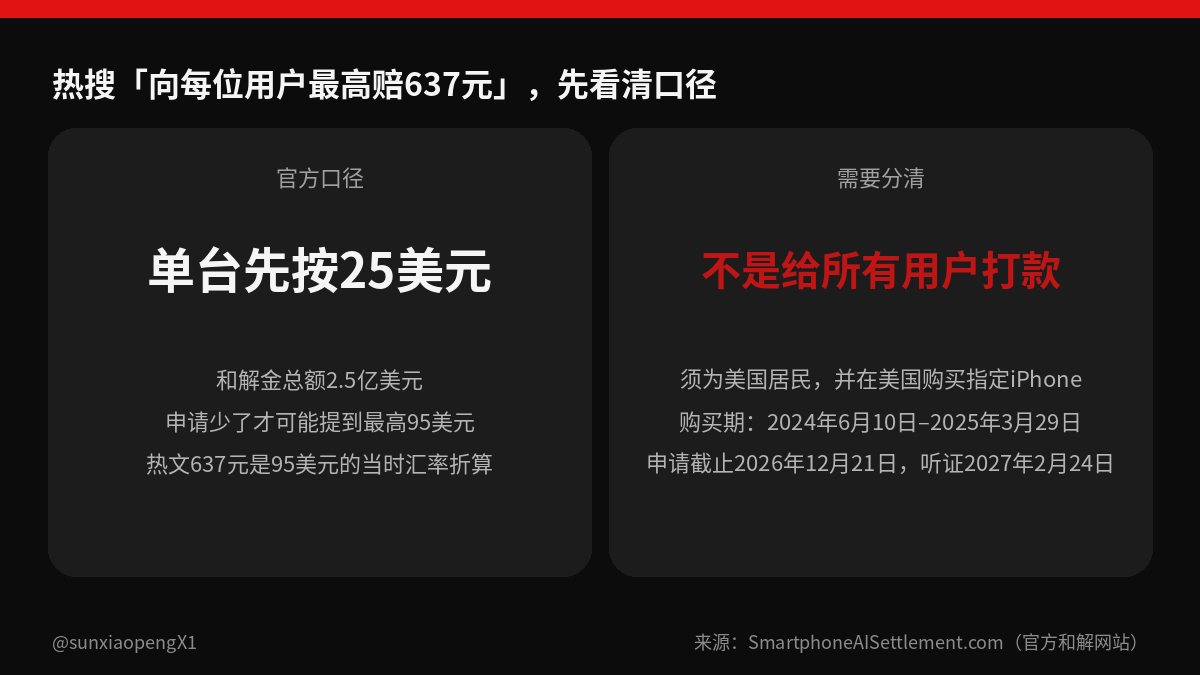 热搜「向每位用户最高赔637元」，先看清口径
官方口径
单台先按25美元
和解金总额2.5亿美元
申请少了才可能提到最高95美元
热文637元是95美元的当时汇率折算
需要分清
不是给所有用户打款
须为美国居民，并在美国购买指定iPhone
购买期：2024年6月10日–2025年3月29日
申请截止2026年12月21日，听证2027年2月24日
@sunxiaopengX1
来源：SmartphoneAISettlement.com（官方和解网站）